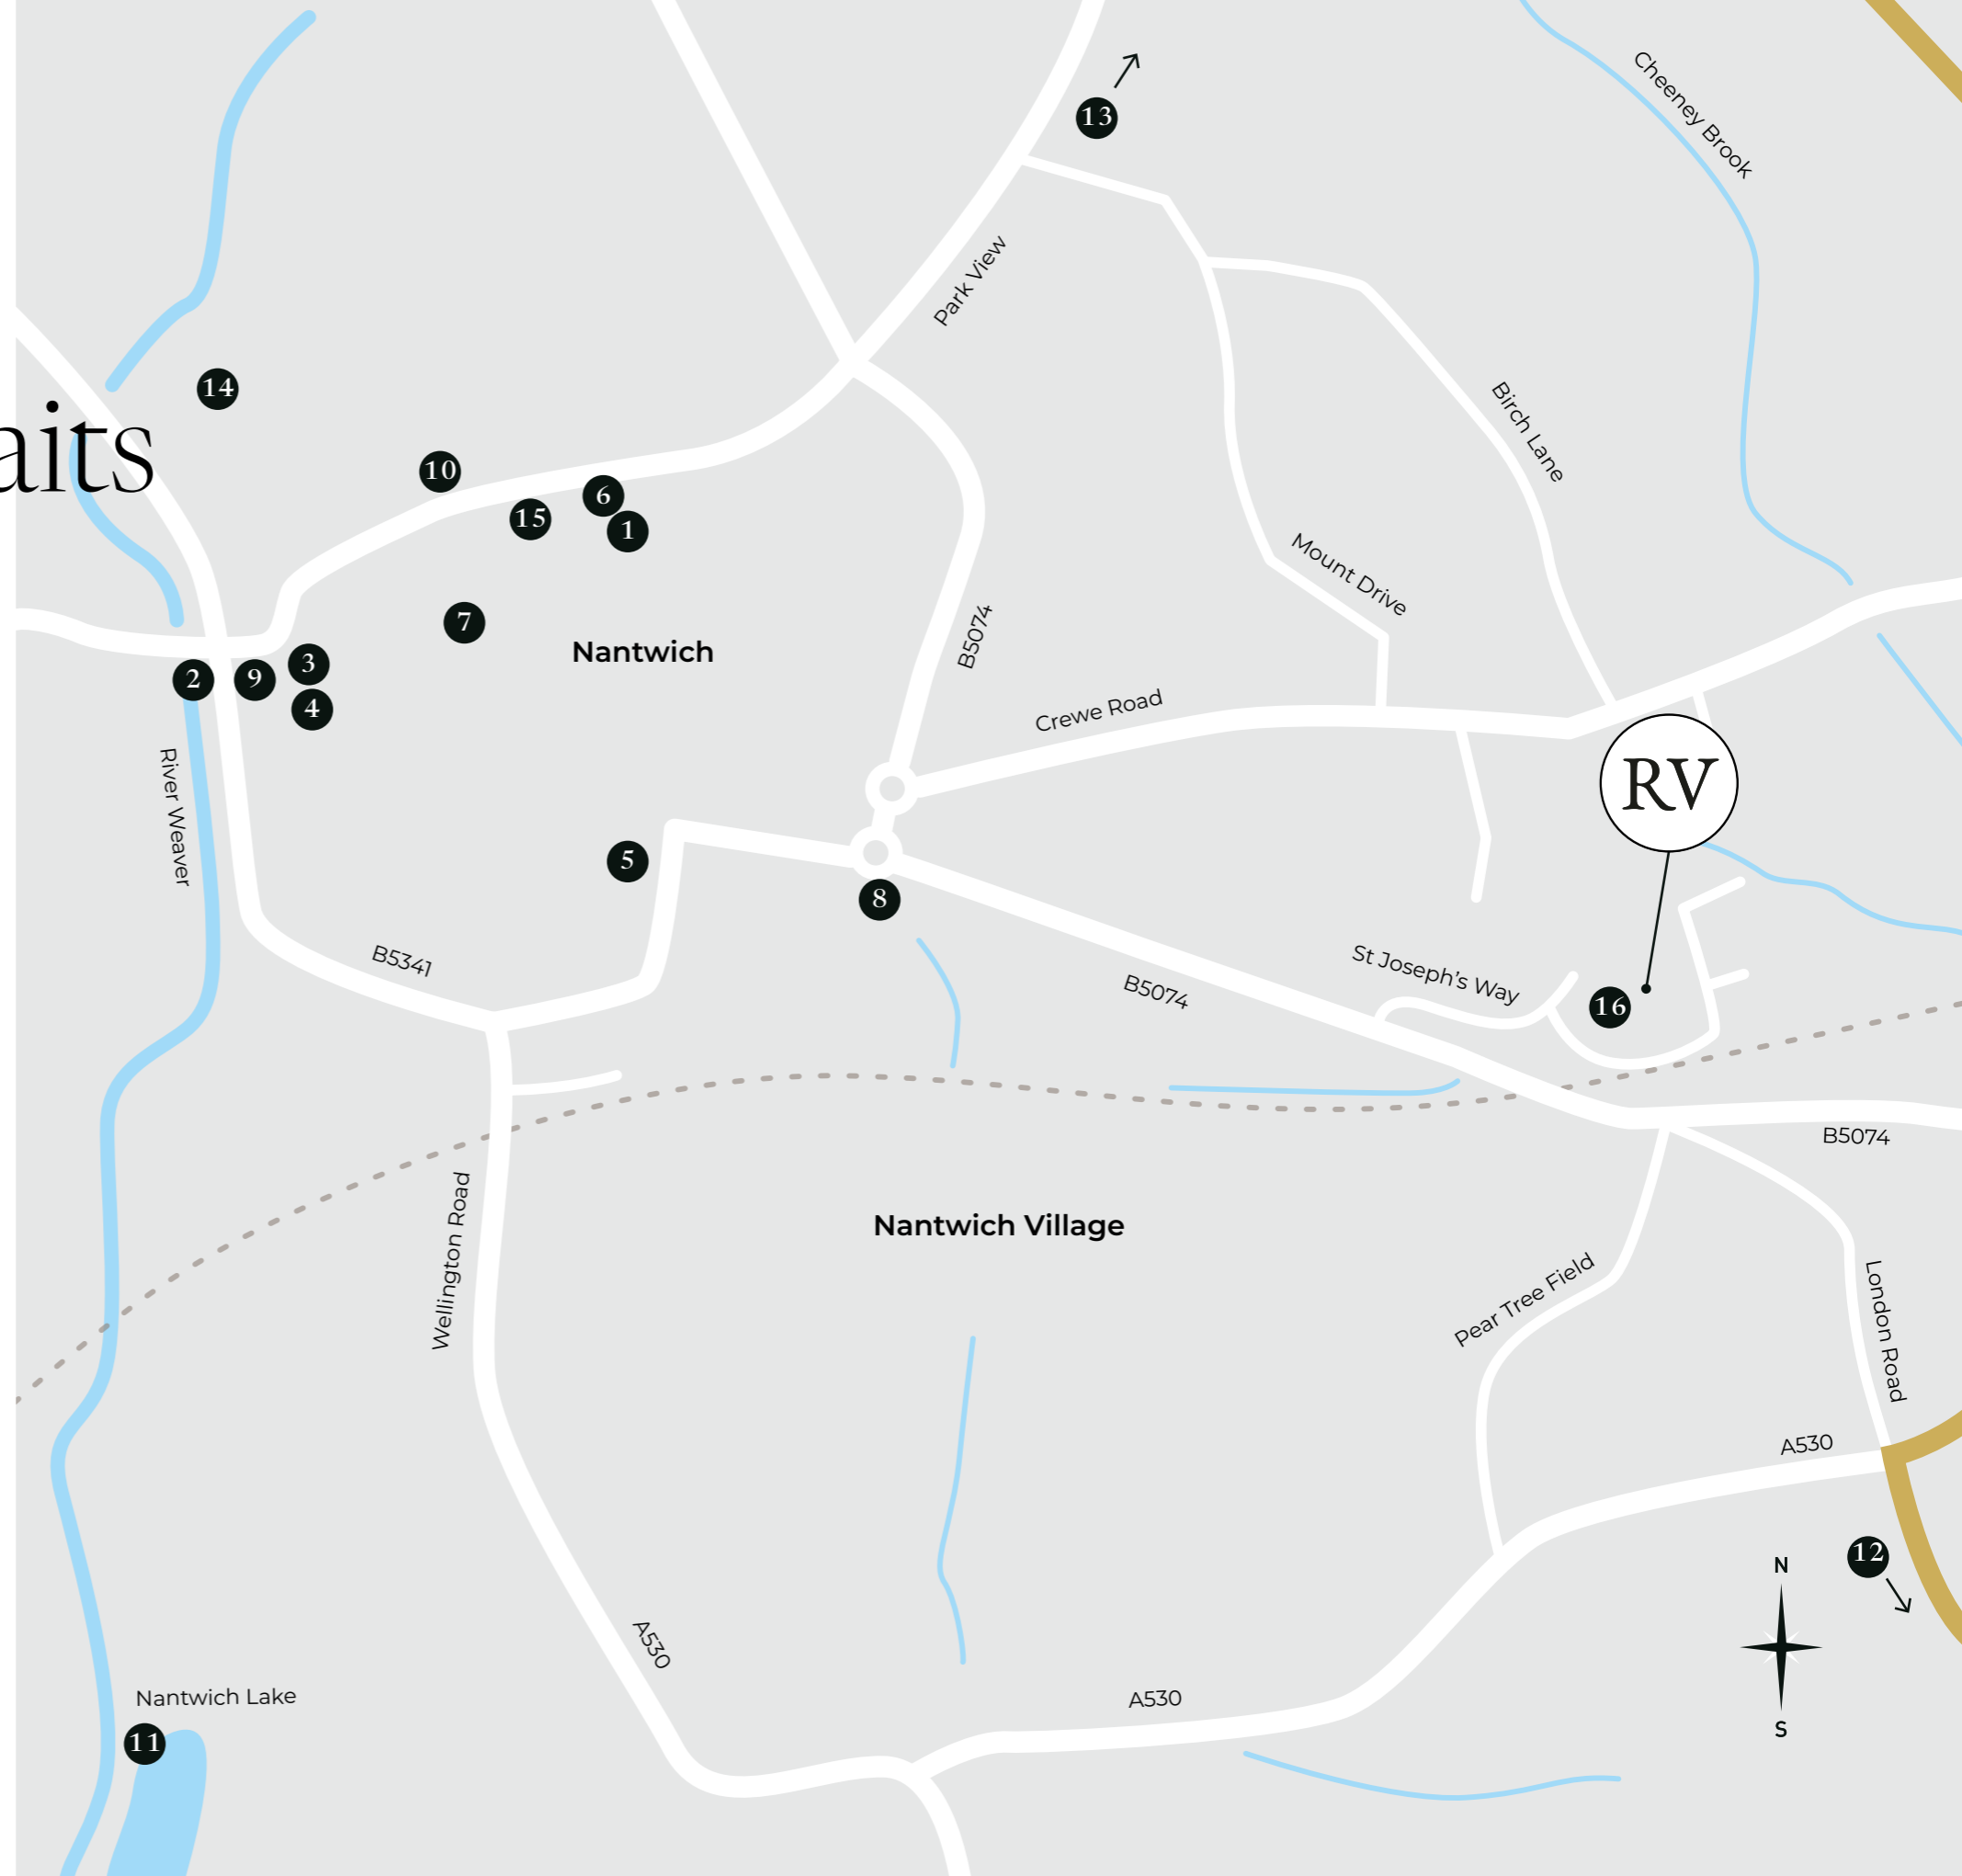 Cheeney Brook
13
Park View
14
aits
Birch Lane
10
6
15
1
Mount Drive
7
Nantwich
B5074
3
2
9
4
Crewe Road
RV
River Weaver
5
8
B5341
St Joseph’s Way
B5074
16
B5074
Wellington Road
Nantwich Village
Pear Tree Field
London Road
A530
12
N
A530
Nantwich Lake
A530
S
11